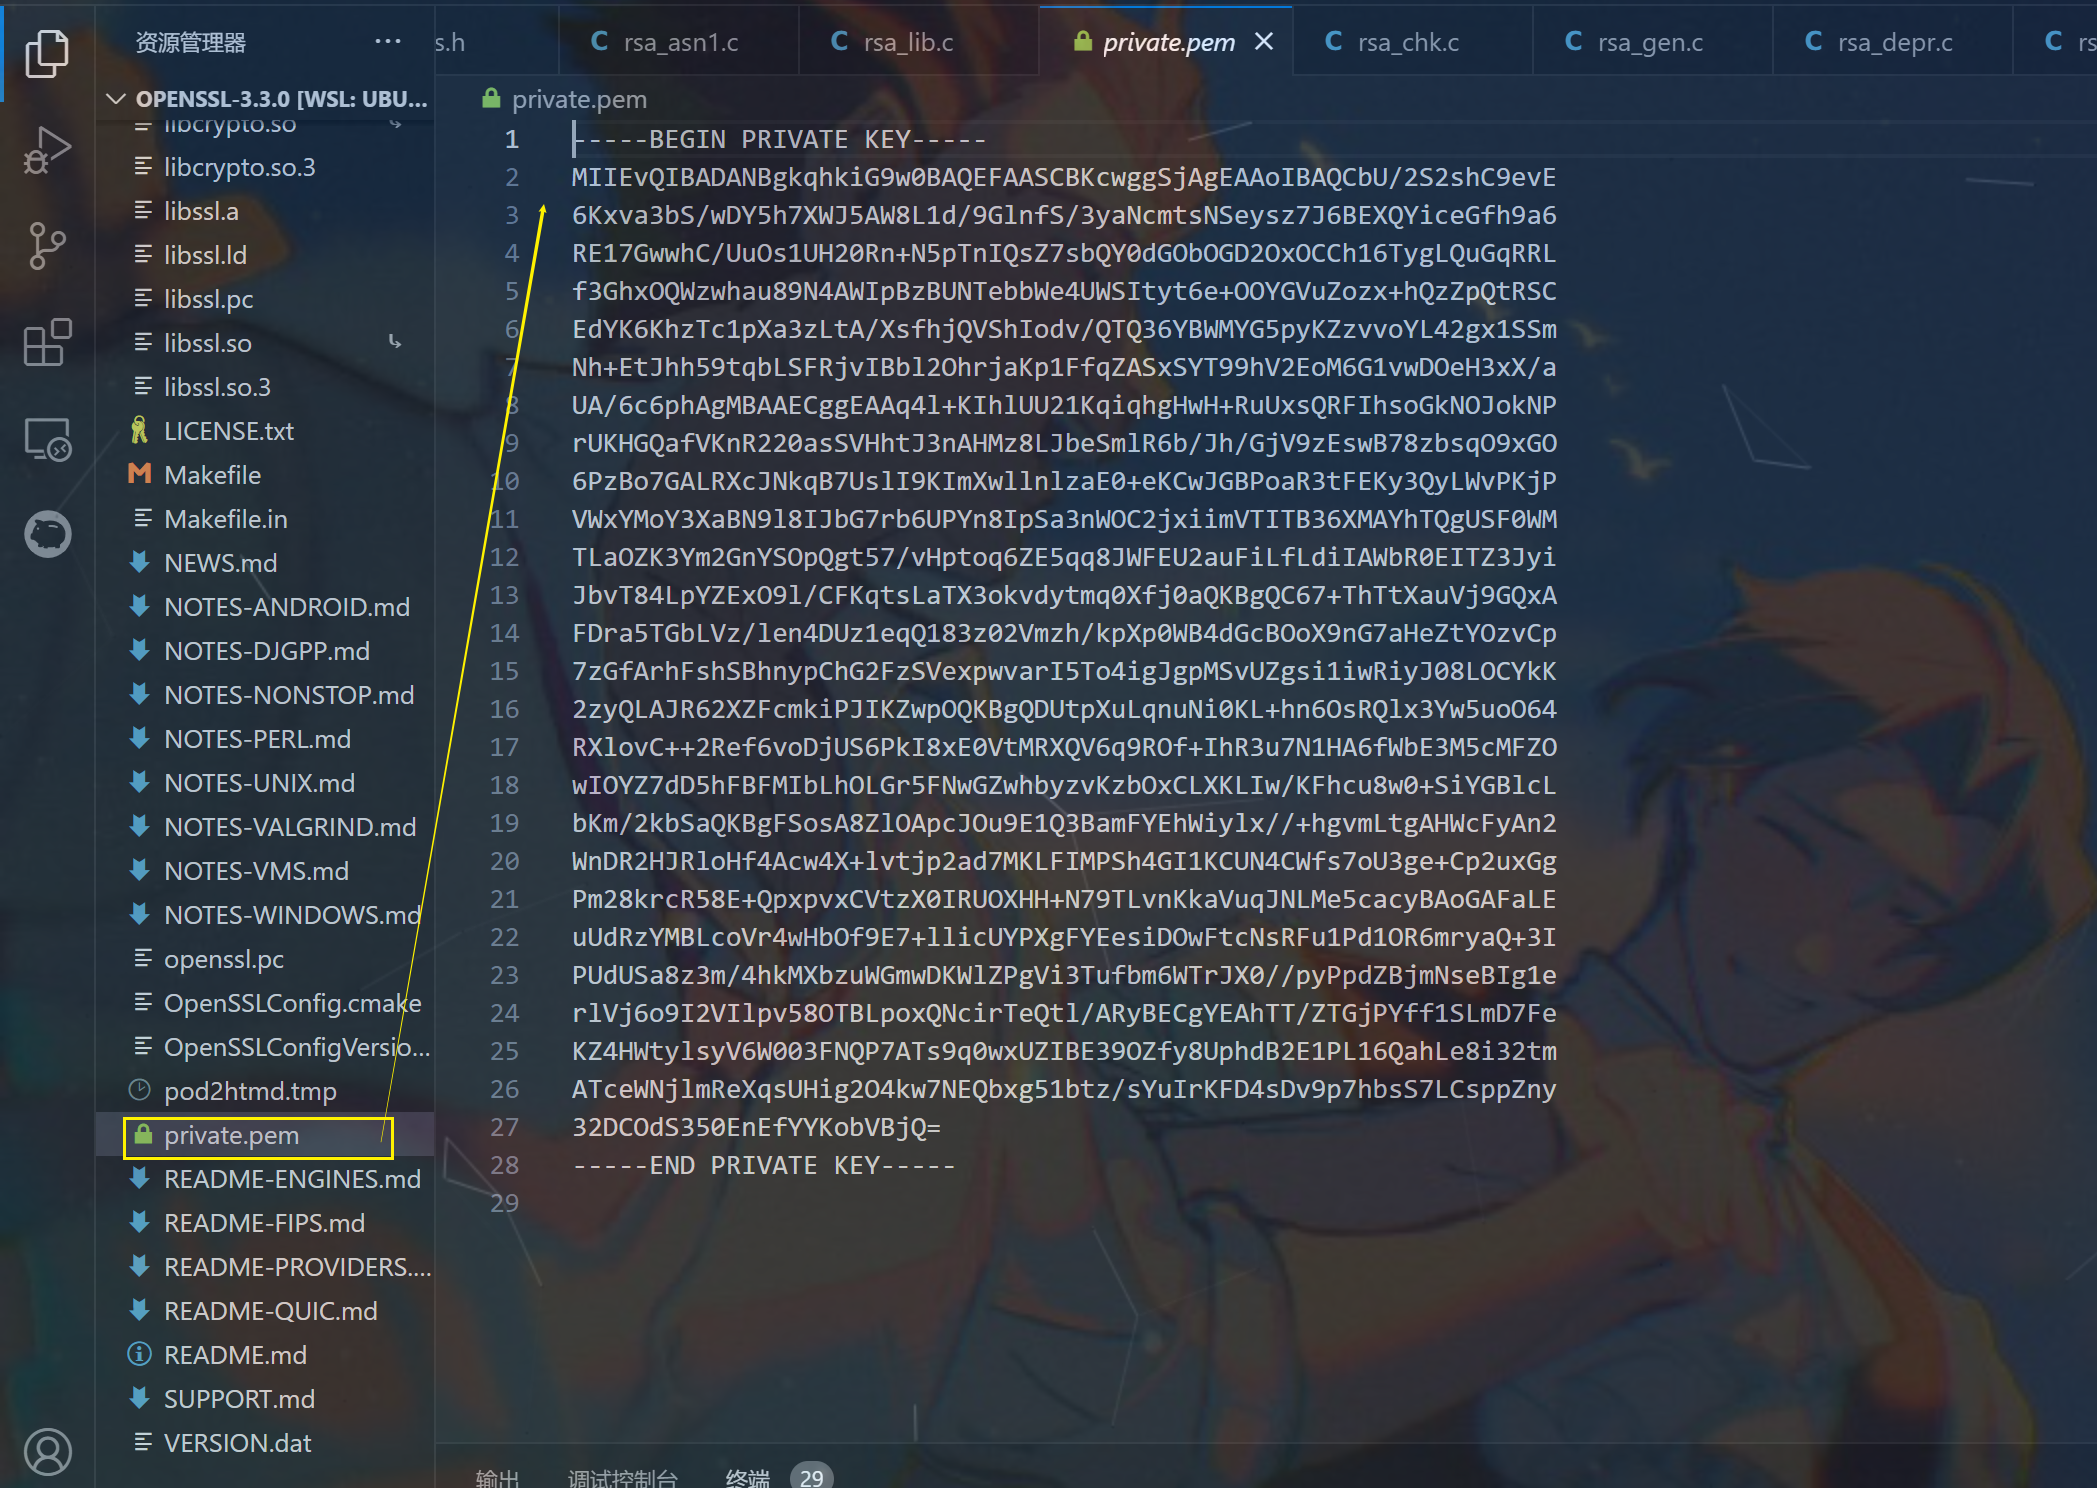 资源管理器
OPENSSL-3.3.0 [WSL: UBU...
libcrypto.so
libcrypto.so.3
libssl.a
libssl.ld
libssl.pc
libssl.so
libssl.so.3
LICENSE.txt
Makefile
Makefile.in
NEWS.md
NOTES-ANDROID.md
NOTES-DJGPP.md
NOTES-NONSTOP.md
NOTES-PERL.md
NOTES-UNIX.md
NOTES-VALGRIND.md
NOTES-VMS.md
NOTES-WINDOWS.md
openssl.pc
OpenSSLConfig.cmake
OpenSSLConfigVersio...
pod2htmd.tmp
private.pem
README-ENGINES.md
README-FIPS.md
README-PROVIDERS....
README-QUIC.md
README.md
SUPPORT.md
VERSION.dat
s.h
C rsa_asn1.c
C rsa_lib.c
private.pem
C rsa_chk.c
C rsa_gen.c
C rsa_depr.c
C rs
private.pem
1 -----BEGIN PRIVATE KEY-----
2 MIIEvQIBADANBgkqhkiG9w0BAQEFAASCBKcwggSjAgEAAoIBAQCbU/2S2shC9evE
3 6Kxva3bS/wDY5h7XWJ5AW8L1d/9GlnfS/3yaNcmtsNSeysz7J6BEXQYiceGfh9a6
4 RE17GwwhC/UuOs1UH20Rn+N5pTnIQsZ7sbQY0dGObOGD2OxOCCh16TygLQuGqRRL
5 f3GhxOQWzwhau89N4AWIpBzBUNTebbWe4UWSItyt6e+OOYGVuZozx+hQzZpQtRSC
6 EdYK6KhzTc1pXa3zLtA/XsfhjQVShIodv/QTQ36YBWMYG5pyKZzvvoYL42gx1SSm
7 Nh+EtJhh59tqbLSFRjvIBbl2OhrjaKp1FfqZASxSYT99hV2EoM6G1vwDOeH3xX/a
8 UA/6c6phAgMBAAECggEAAq4l+KIhlUU21KqiqhgHwH+RuUxsQRFIhsoGkNOJokNP
9 rUKHGQafVKnR220asSVHhtJ3nAHMz8LJbeSmlR6b/Jh/GjV9zEswB78zbsqO9xGO
10 6PzBo7GALRXcJNkqB7UslI9KImXwllnlzaE0+eKCwJGBPoaR3tFEKy3QyLWvPKjP
11 VWxYMoY3XaBN9l8IJbG7rb6UPYn8IpSa3nWOC2jxiimVTITB36XMAYhTQgUSF0WM
12 TLaOZK3Ym2GnYSOpQgt57/vHptoq6ZE5qq8JWFEU2auFiLfLdiIAWbR0EITZ3Jyi
13 JbvT84LpYZExO9l/CFKqtsLaTX3okvdytmq0Xfj0aQKBgQC67+ThTtXauVj9GQxA
14 FDra5TGbLVz/len4DUz1eqQ183z02Vmzh/kpXp0WB4dGcBOoX9nG7aHeZtYOzvCp
15 7zGfArhFshSBhnypChG2FzSVexpwvarI5To4igJgpMSvUZgsi1iwRiyJ08LOCYkK
16 2zyQLAJR62XZFcmkiPJIKZwpOQKBgQDUtpXuLqnuNi0KL+hn6OsRQlx3Yw5uoO64
17 RXlovC++2Ref6voDjUS6PkI8xE0VtMRXQV6q9ROf+IhR3u7N1HA6fWbE3M5cMFZO
18 wIOYZ7dD5hFBFMIbLhOLGr5FNwGZwhbyzvKzbOxCLXKLIw/KFhcu8w0+SiYGBlcL
19 bKm/2kbSaQKBgFSosA8ZlOApcJOu9E1Q3BamFYEhWiylx//+hgvmLtgAHWcFyAn2
20 WnDR2HJRloHf4Acw4X+lvtjp2ad7MKLFIMPSh4GI1KCUN4CWfs7oU3ge+Cp2uxGg
21 Pm28krcR58E+QpxpvxCVtzX0IRUOXHH+N79TLvnKkaVuqJNLMe5cacyBAoGAFaLE
22 uUdRzYMBLcoVr4wHbOf9E7+llicUYPXgFYEesiDOwFtcNsRFu1Pd1OR6mryaQ+3I
23 PUdUSa8z3m/4hkMXbzuWGmwDKWlZPgVi3Tufbm6WTrJX0//pyPpdZBjmNseBIg1e
24 rlVj6o9I2VIlpv58OTBLpoxQNcirTeQtl/ARyBECgYEAhTT/ZTGjPYff1SLmD7Fe
25 KZ4HWtylsyV6W003FNQP7ATs9q0wxUZIBE39OZfy8UphdB2E1PL16QahLe8i32tm
26 ATceWNjlmReXqsUHig2O4kw7NEQbxg51btz/sYuIrKFD4sDv9p7hbsS7LCsppZny
27 32DCOdS350EnEfYYKobVBjQ=
28 -----END PRIVATE KEY-----
29
输出 调试控制台 终端 29